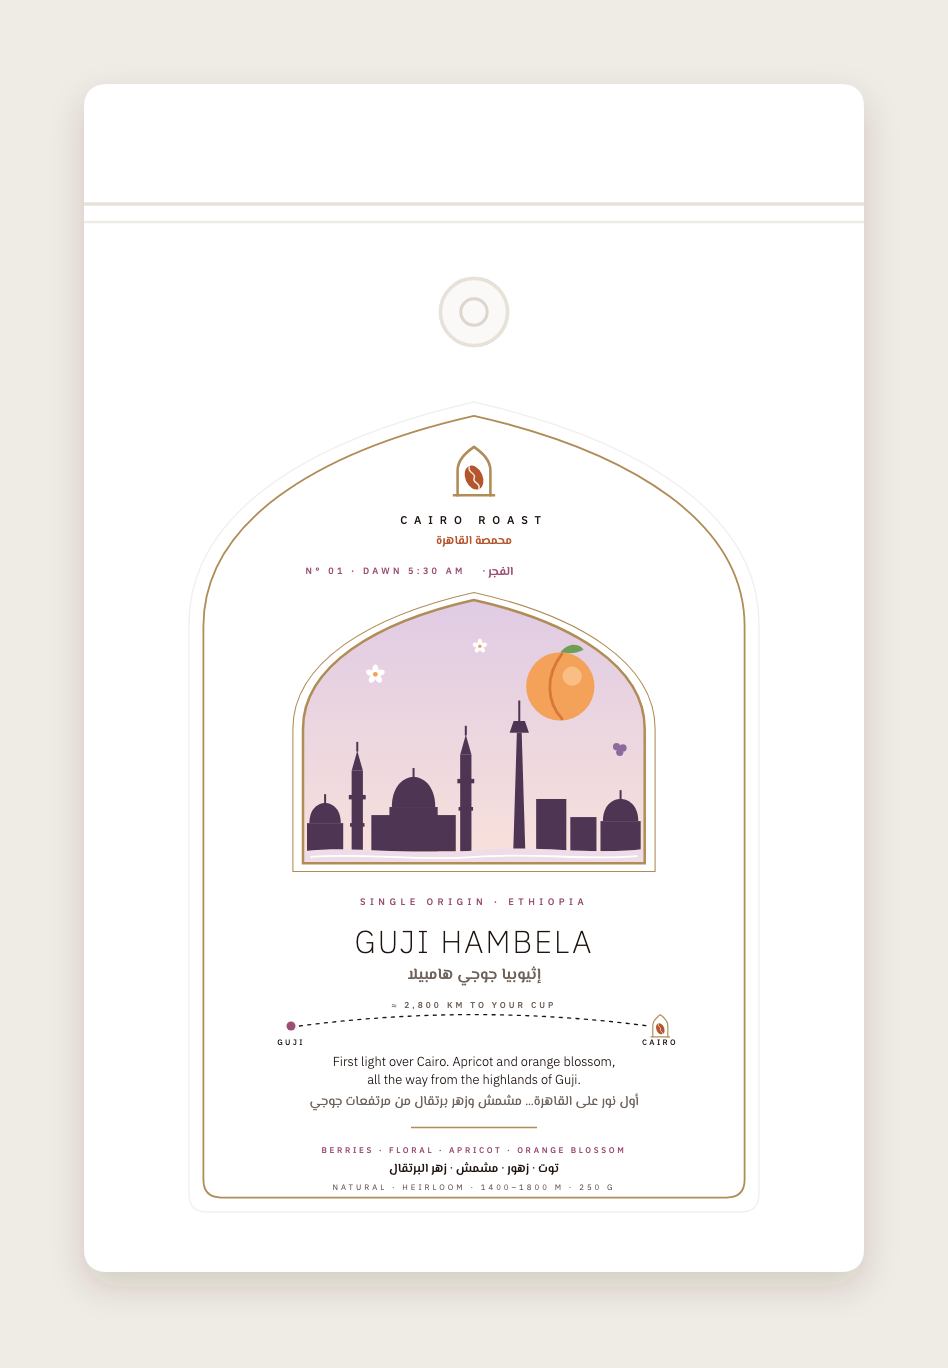 CAIRO ROAST
محمصة القاهرة
Nº 01 · DAWN 5:30 AM · الفجر
SINGLE ORIGIN · ETHIOPIA
GUJI HAMBELA
إثيوبيا جوجي هامبيلا
≈ 2,800 KM TO YOUR CUP
GUJI
CAIRO
First light over Cairo. Apricot and orange blossom,
all the way from the highlands of Guji.
أول نور على القاهرة... مشمش وزهر برتقال من مرتفعات جوجي
BERRIES · FLORAL · APRICOT · ORANGE BLOSSOM
توت · زهور · مشمش · زهر البرتقال
NATURAL · HEIRLOOM · 1400–1800 M · 250 G